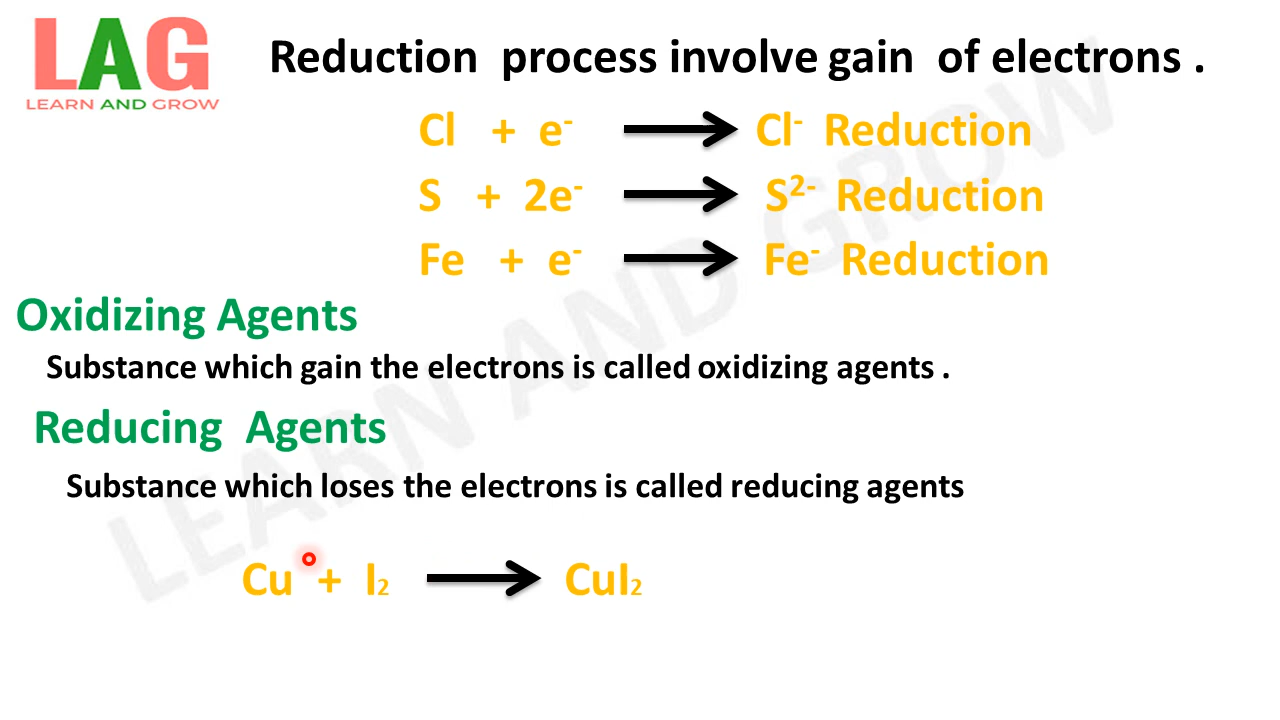 LAG
LEARN AND GROW
Reduction process involve gain of electrons .
Cl + e⁻ ⟶ Cl⁻ Reduction
S + 2e⁻ ⟶ S²⁻ Reduction
Fe + e⁻ ⟶ Fe⁻ Reduction
Oxidizing Agents
Substance which gain the electrons is called oxidizing agents .
Reducing Agents
Substance which loses the electrons is called reducing agents
Cu + I₂ ⟶ CuI₂
LEARN AND GROW